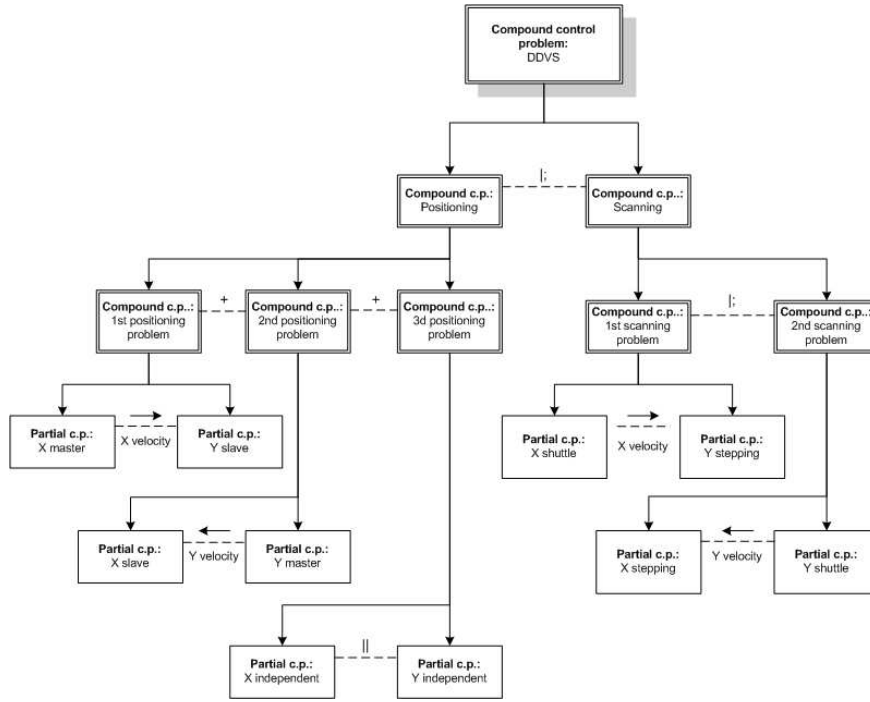 Compound control
problem:
DDVS
|;
Compound c.p.:
Positioning
Compound c.p..:
Scanning
+
+
|;
Compound c.p..:
1st positioning
problem
Compound c.p..:
2nd positioning
problem
Compound c.p.:
3d positioning
problem
Compound c.p..:
1st scanning
problem
Compound c.p..:
2nd scanning
problem
Partial c.p.:
X master
X velocity
Partial c.p.:
Y slave
Partial c.p.:
X shuttle
X velocity
Partial c.p.:
Y stepping
Partial c.p.:
X slave
Y velocity
Partial c.p.:
Y master
Partial c.p.:
X stepping
Y velocity
Partial c.p.:
Y shuttle
||
Partial c.p.:
X independent
Partial c.p.:
Y independent